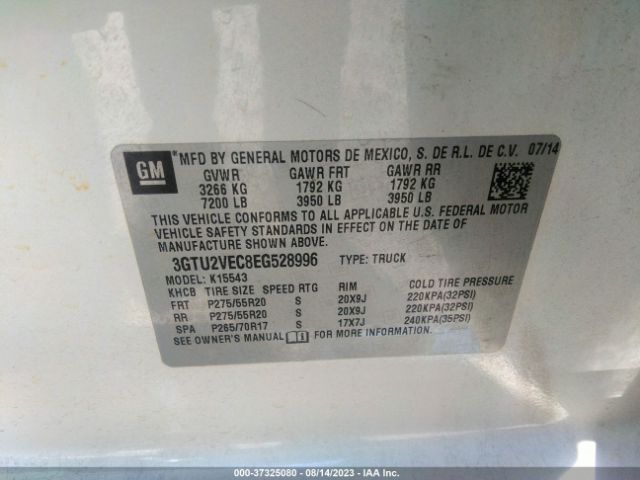 GM
*MFD BY GENERAL MOTORS DE MEXICO, S. DE R.L. DE C.V. 07/14
GVWR GAWR FRT GAWR RR
3266 KG 1792 KG 1792 KG
7200 LB 3950 LB 3950 LB
THIS VEHICLE CONFORMS TO ALL APPLICABLE U.S. FEDERAL MOTOR
VEHICLE SAFETY STANDARDS IN EFFECT ON THE DATE OF
MANUFACTURE SHOWN ABOVE.
3GTU2VEC8EG528996 TYPE: TRUCK
MODEL: K15543
KHCB TIRE SIZE SPEED RTG RIM COLD TIRE PRESSURE
FRT P275/55R20 S 20X9J 220KPA(32PSI)
RR P275/55R20 S 20X9J 220KPA(32PSI)
SPA P265/70R17 S 17X7J 240KPA(35PSI)
SEE OWNER'S MANUAL FOR MORE INFORMATION.
000-37325080 - 08/14/2023 - IAA Inc.